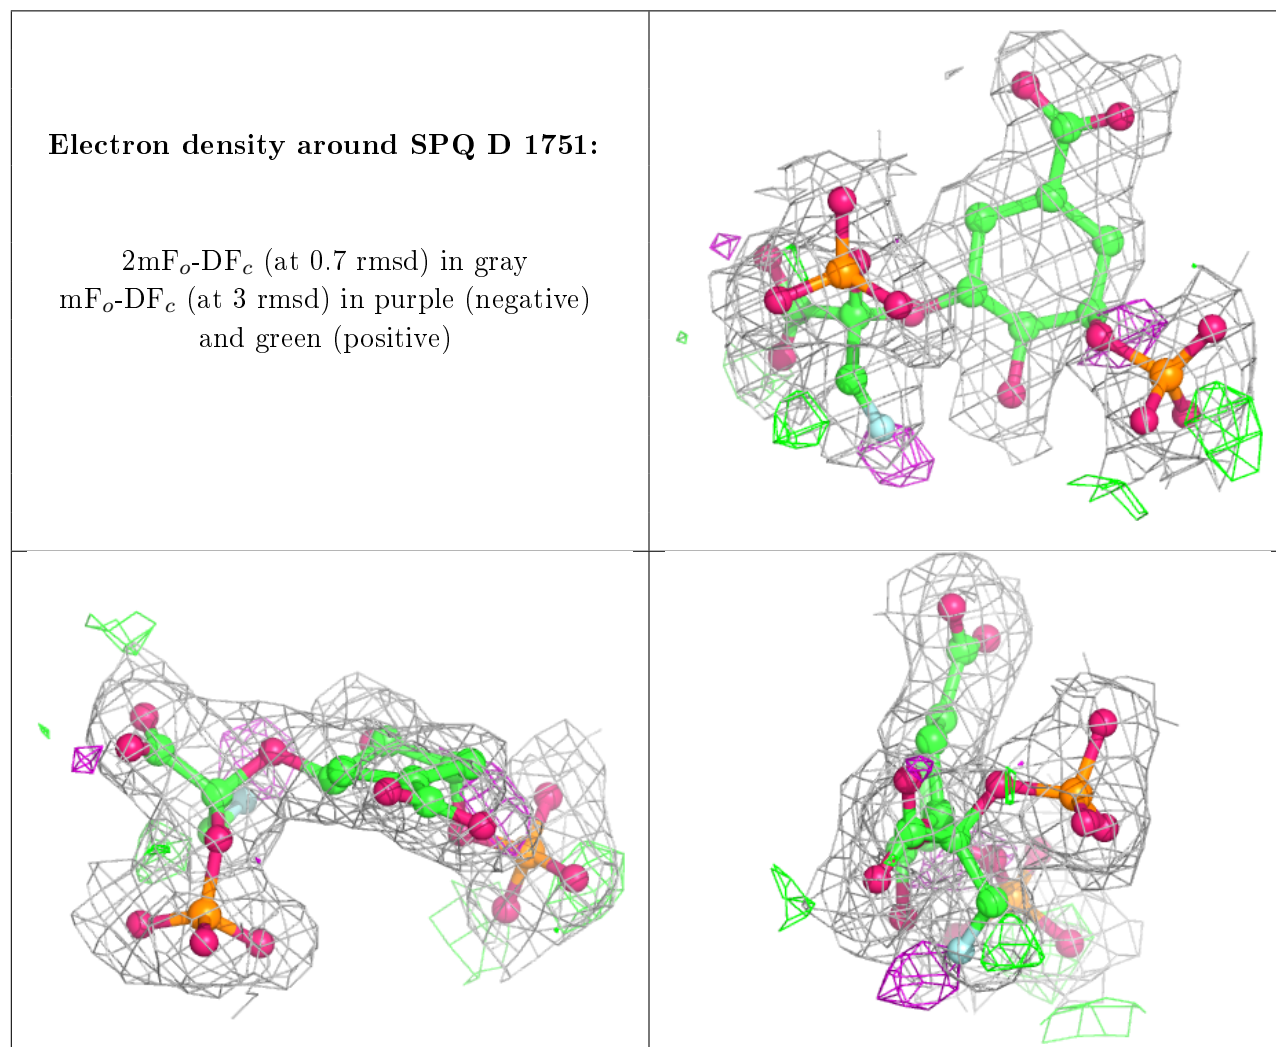 Electron density around SPQ D 1751:
2mFₒ-DF𝒸 (at 0.7 rmsd) in gray
mFₒ-DF𝒸 (at 3 rmsd) in purple (negative)
and green (positive)